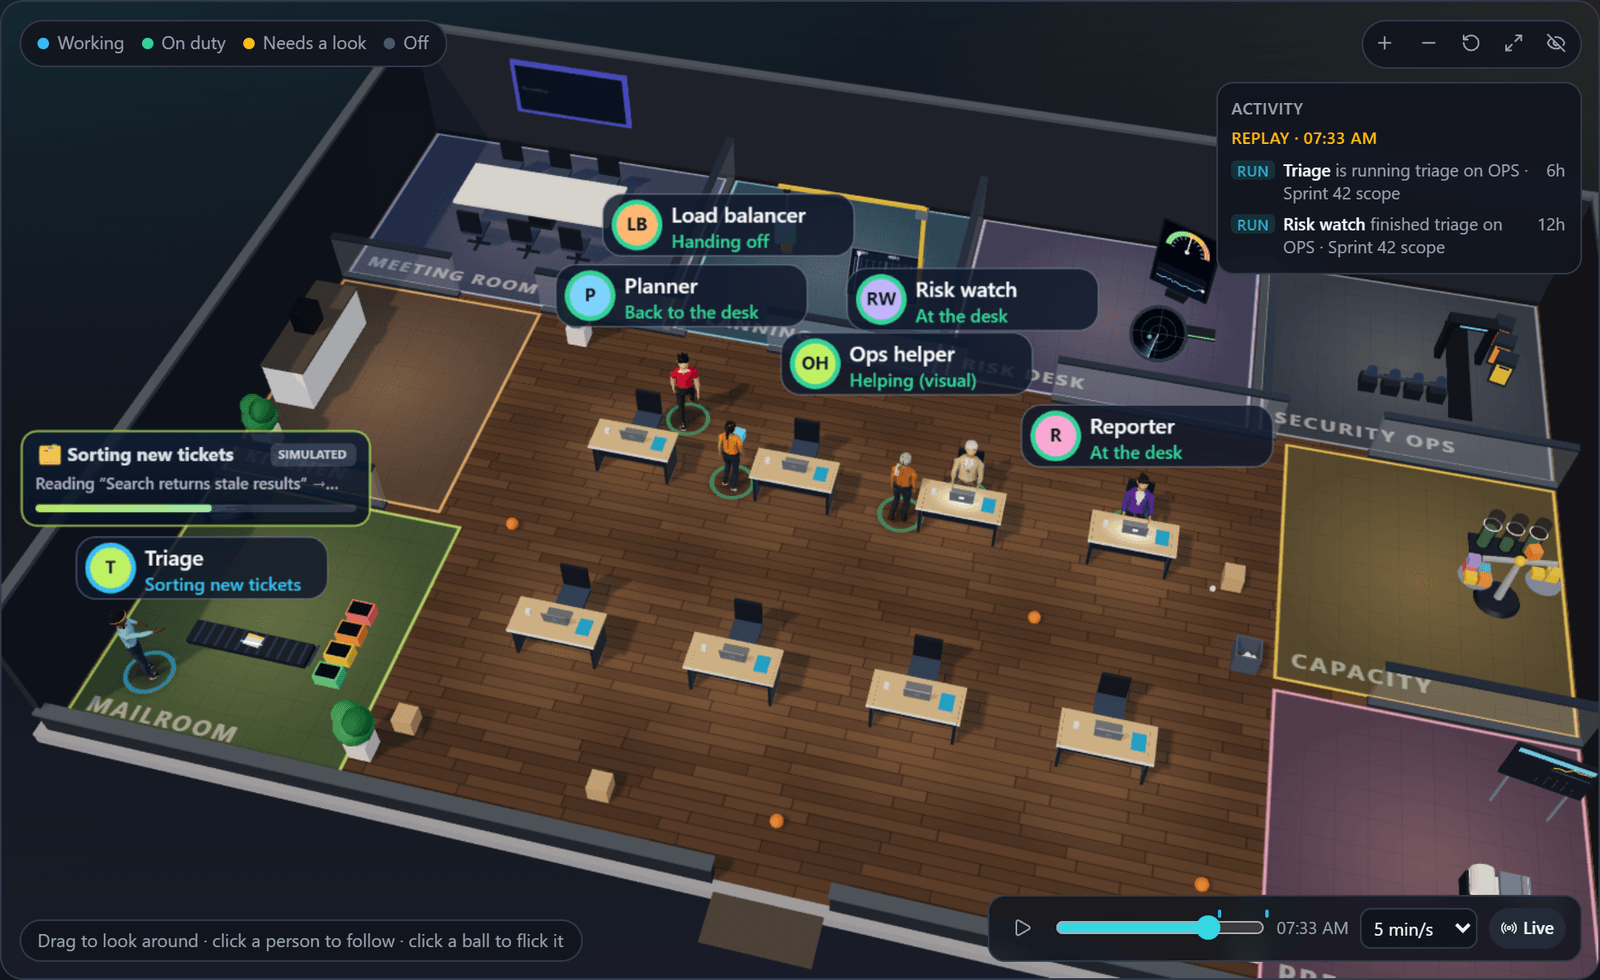 Working
On duty
Needs a look
Off
ACTIVITY
REPLAY · 07:33 AM
RUN Triage is running triage on OPS · 6h
Sprint 42 scope
RUN Risk watch finished triage on 12h
OPS · Sprint 42 scope
LB Load balancer
Handing off
MEETING ROOM
P Planner
Back to the desk
RW Risk watch
At the desk
OH Ops helper
Helping (visual)
RISK DESK
R Reporter
At the desk
SECURITY OPS
Sorting new tickets SIMULATED
Reading “Search returns stale results” →...
T Triage
Sorting new tickets
MAILROOM
CAPACITY
Drag to look around · click a person to follow · click a ball to flick it
07:33 AM
5 min/s
Live